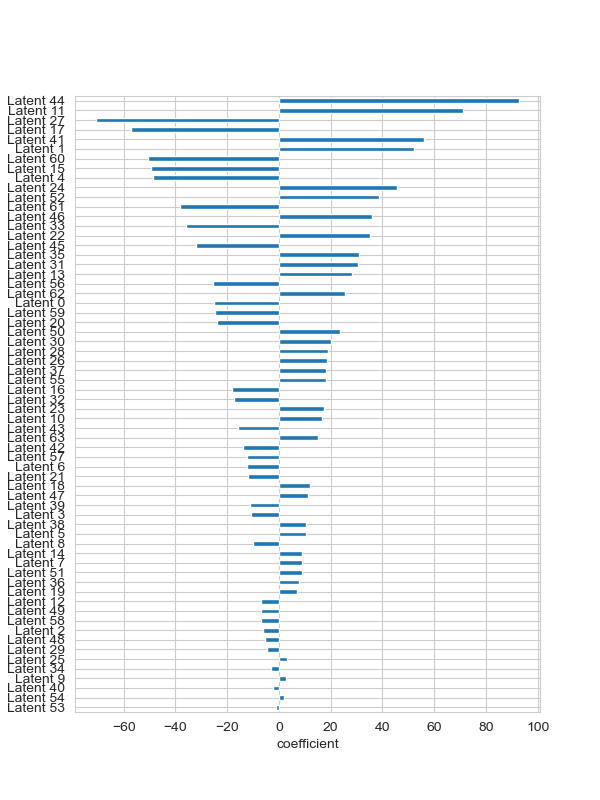 Latent 44
Latent 11
Latent 27
Latent 17
Latent 41
Latent 1
Latent 60
Latent 15
Latent 4
Latent 24
Latent 52
Latent 61
Latent 46
Latent 33
Latent 22
Latent 45
Latent 35
Latent 31
Latent 13
Latent 56
Latent 62
Latent 0
Latent 59
Latent 20
Latent 50
Latent 30
Latent 28
Latent 26
Latent 37
Latent 55
Latent 16
Latent 32
Latent 23
Latent 10
Latent 43
Latent 63
Latent 42
Latent 57
Latent 6
Latent 21
Latent 18
Latent 47
Latent 39
Latent 3
Latent 38
Latent 5
Latent 8
Latent 14
Latent 7
Latent 51
Latent 36
Latent 19
Latent 12
Latent 49
Latent 58
Latent 2
Latent 48
Latent 29
Latent 25
Latent 34
Latent 9
Latent 40
Latent 54
Latent 53
−60 −40 −20 0 20 40 60 80 100
coefficient